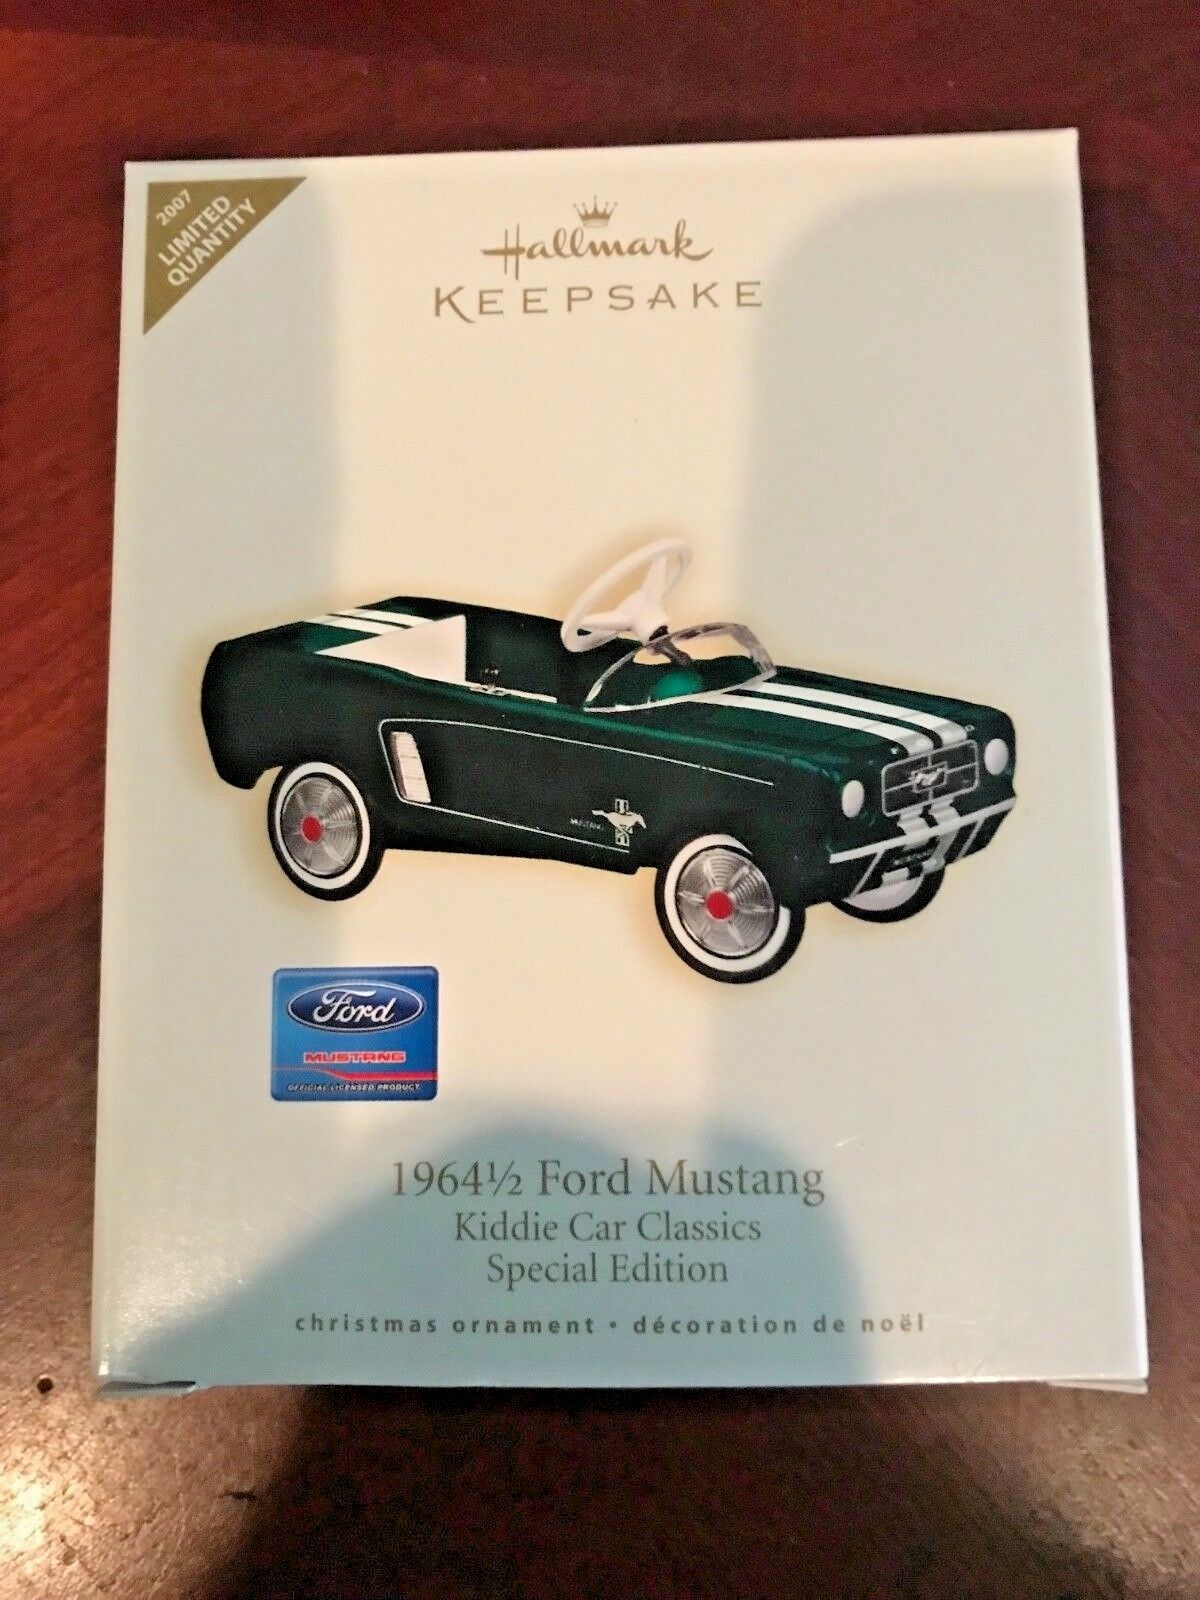 2007
LIMITED
QUANTITY
Hallmark
KEEPSAKE
MUSTANG
Ford
MUSTANG
OFFICIAL LICENSED PRODUCT
1964½ Ford Mustang
Kiddie Car Classics
Special Edition
christmas ornament • décoration de noël